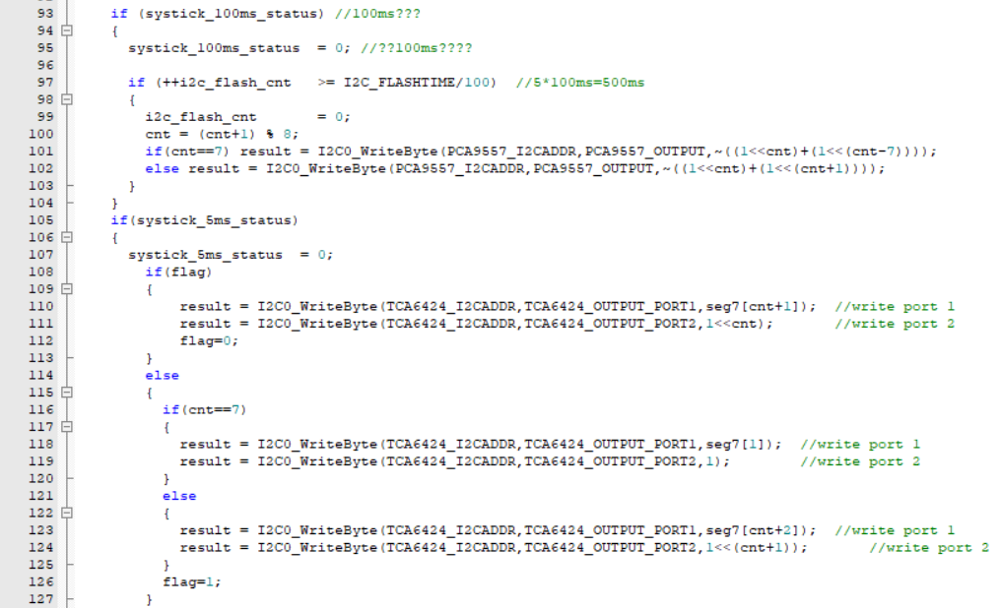 93 if (systick_100ms_status) //100ms???
94 {
95 systick_100ms_status = 0; //??100ms????
96
97 if (++i2c_flash_cnt >= I2C_FLASHTIME/100) //5*100ms=500ms
98 {
99 i2c_flash_cnt = 0;
100 cnt = (cnt+1) % 8;
101 if(cnt==7) result = I2C0_WriteByte(PCA9557_I2CADDR,PCA9557_OUTPUT,~((1<<cnt)+(1<<(cnt-7))));
102 else result = I2C0_WriteByte(PCA9557_I2CADDR,PCA9557_OUTPUT,~((1<<cnt)+(1<<(cnt+1))));
103 }
104 }
105 if(systick_5ms_status)
106 {
107 systick_5ms_status = 0;
108 if(flag)
109 {
110 result = I2C0_WriteByte(TCA6424_I2CADDR,TCA6424_OUTPUT_PORT1,seg7[cnt+1]); //write port 1
111 result = I2C0_WriteByte(TCA6424_I2CADDR,TCA6424_OUTPUT_PORT2,1<<cnt); //write port 2
112 flag=0;
113 }
114 else
115 {
116 if(cnt==7)
117 {
118 result = I2C0_WriteByte(TCA6424_I2CADDR,TCA6424_OUTPUT_PORT1,seg7[1]); //write port 1
119 result = I2C0_WriteByte(TCA6424_I2CADDR,TCA6424_OUTPUT_PORT2,1); //write port 2
120 }
121 else
122 {
123 result = I2C0_WriteByte(TCA6424_I2CADDR,TCA6424_OUTPUT_PORT1,seg7[cnt+2]); //write port 1
124 result = I2C0_WriteByte(TCA6424_I2CADDR,TCA6424_OUTPUT_PORT2,1<<(cnt+1)); //write port 2
125 }
126 flag=1;
127 }